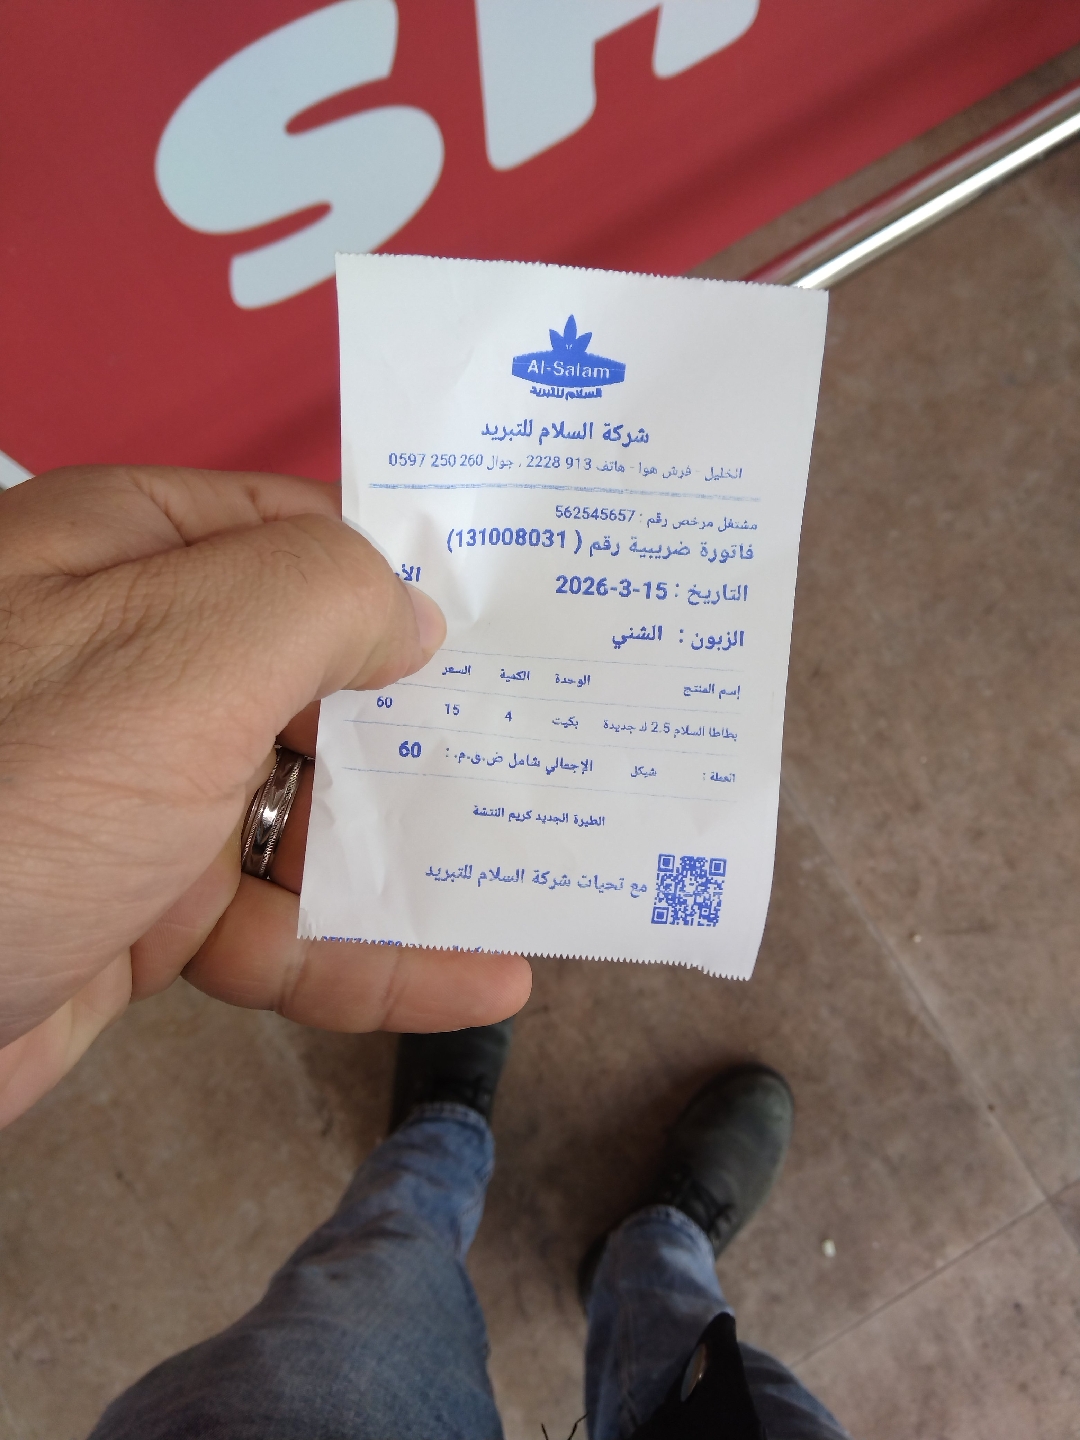 SH
Al-Salam
السلام للتبريد
شركة السلام للتبريد
الخليل - فرش هوا - هاتف 913 2228 ، جوال 260 250 0597
مشتغل مرخص رقم : 562545657
فاتورة ضريبية رقم ( 131008031)
التاريخ : 15-3-2026
الزبون : الشني
إسم المنتج الوحدة الكمية السعر
بطاطا السلام 2.5 ك جديدة بكيت 4 15 60
العملة : شيكل الإجمالي شامل ض.ق.م. : 60
الطيرة الجديد كريم النتشة
مع تحيات شركة السلام للتبريد